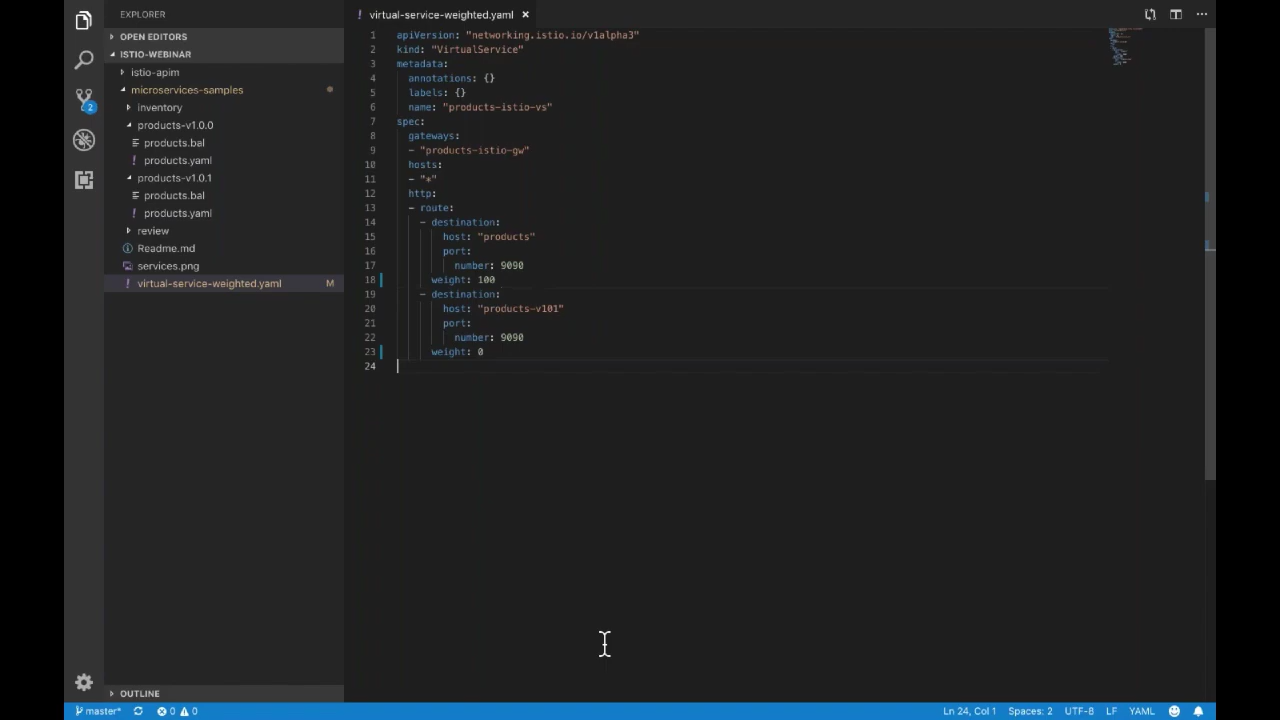 EXPLORER
OPEN EDITORS
ISTIO-WEBINAR
istio-apim
microservices-samples
inventory
products-v1.0.0
products.bal
! products.yaml
products-v1.0.1
products.bal
! products.yaml
review
Readme.md
services.png
! virtual-service-weighted.yaml M
OUTLINE
2
! virtual-service-weighted.yaml ×
1 apiVersion: "networking.istio.io/v1alpha3"
2 kind: "VirtualService"
3 metadata:
4 annotations: {}
5 labels: {}
6 name: "products-istio-vs"
7 spec:
8 gateways:
9 - "products-istio-gw"
10 hosts:
11 - "*"
12 http:
13 - route:
14 - destination:
15 host: "products"
16 port:
17 number: 9090
18 weight: 100
19 - destination:
20 host: "products-v101"
21 port:
22 number: 9090
23 weight: 0
24
master* 0 0 Ln 24, Col 1 Spaces: 2 UTF-8 LF YAML